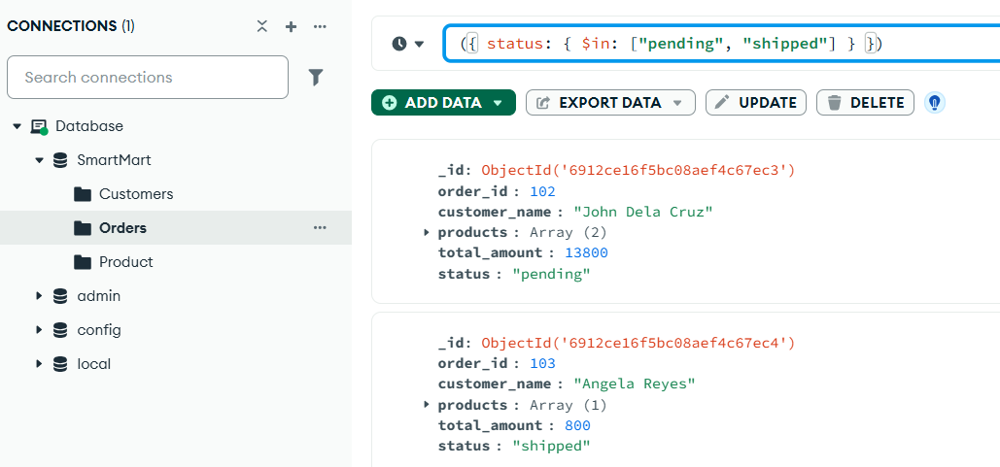 CONNECTIONS (1)
Search connections
Database
SmartMart
Customers
Orders
Product
admin
config
local
({ status: { $in: ["pending", "shipped"] } })
ADD DATA
EXPORT DATA
UPDATE
DELETE
_id: ObjectId('6912ce16f5bc08aef4c67ec3')
order_id : 102
customer_name : "John Dela Cruz"
products : Array (2)
total_amount : 13800
status : "pending"
_id: ObjectId('6912ce16f5bc08aef4c67ec4')
order_id : 103
customer_name : "Angela Reyes"
products : Array (1)
total_amount : 800
status : "shipped"